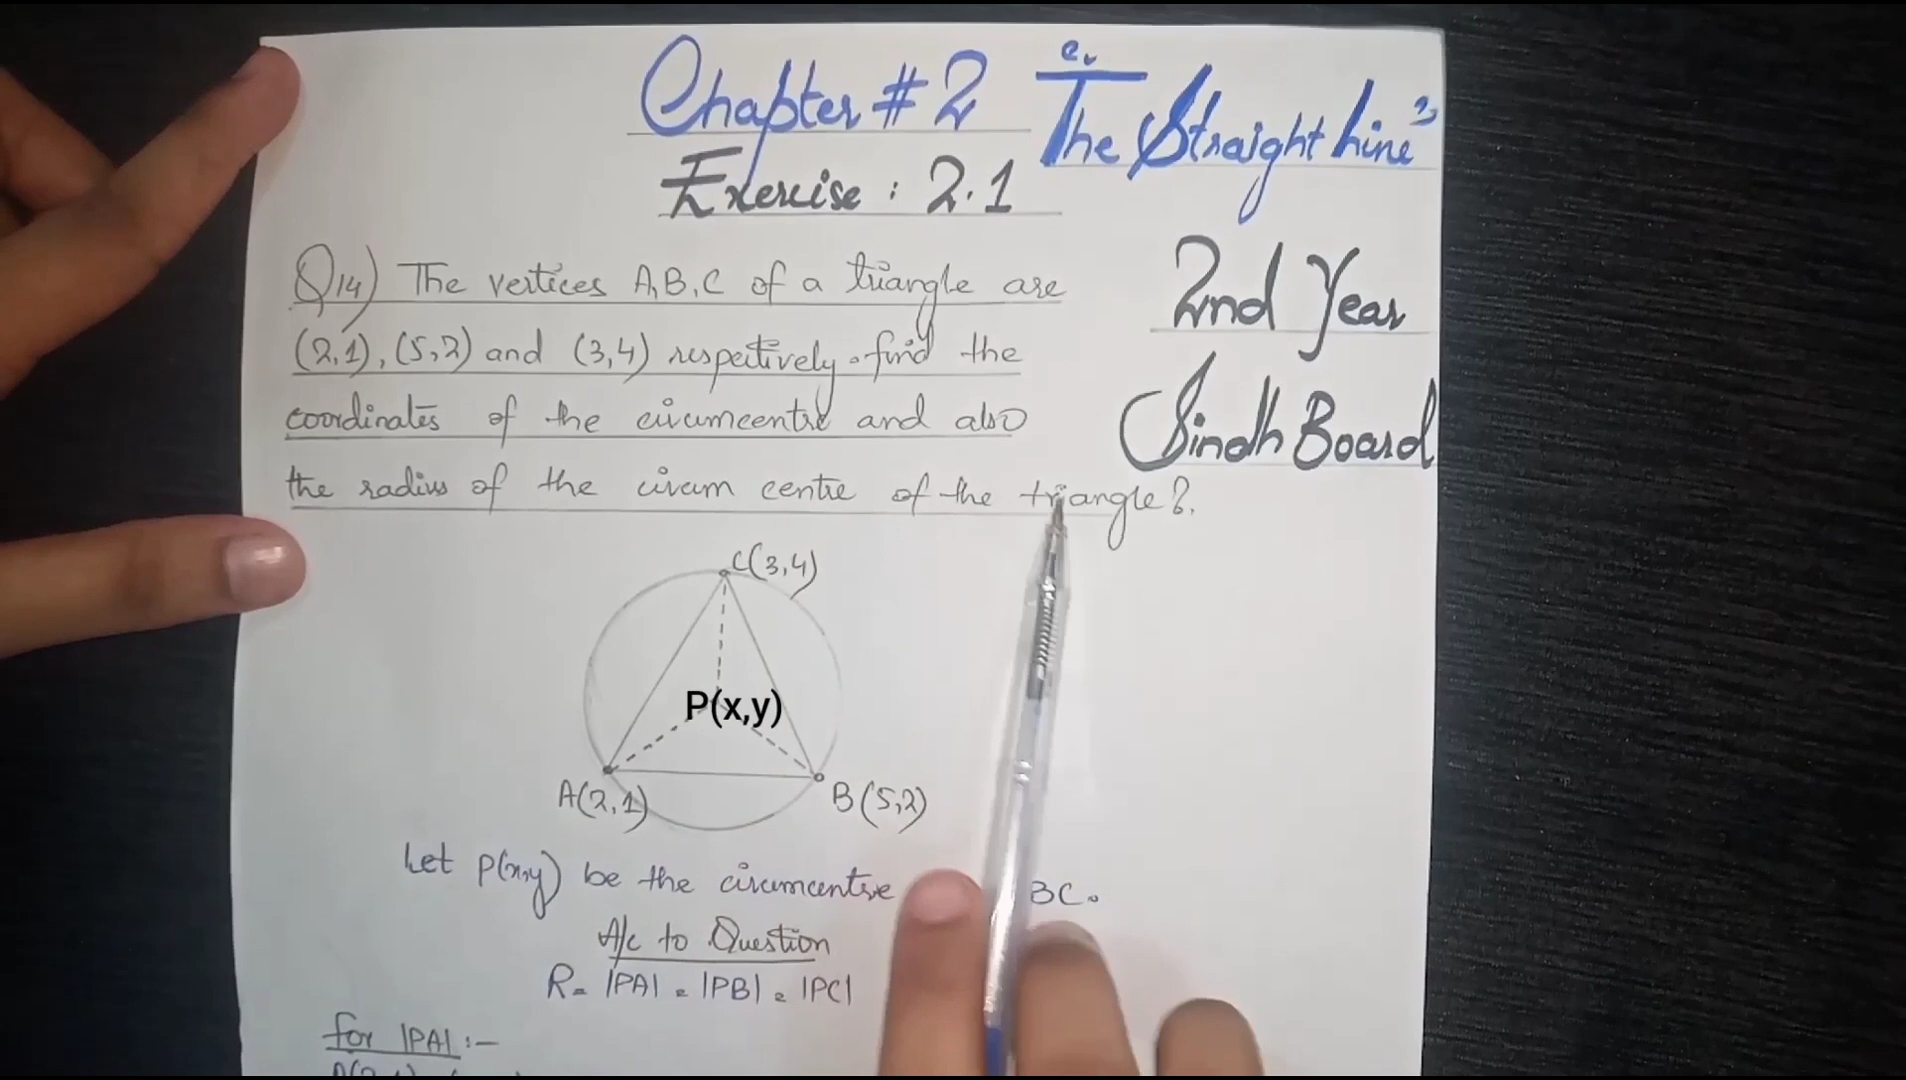 Chapter # 2 "The Straight Line"
Exercise : 2.1
2nd Year
Sindh Board
Q14) The vertices A,B,C of a triangle are
(2,1), (5,2) and (3,4) respectively. find the
coordinates of the circumcentre and also
the radius of the circum centre of the triangle?.
C(3,4)
P(x,y)
A(2,1)
B(5,2)
Let P(x,y) be the circumcentre BC.
A/c to Question
R = |PA| = |PB| = |PC|
for |PA| :-